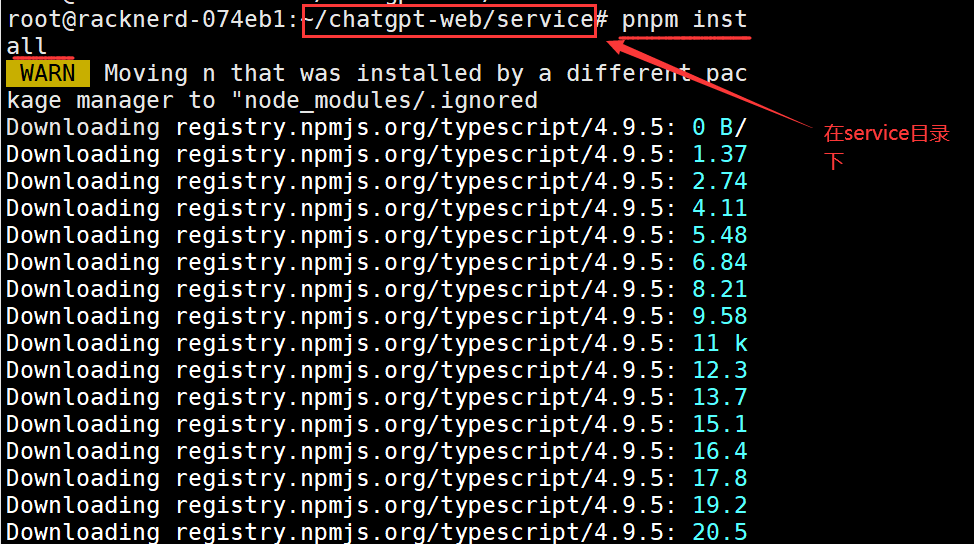 root@racknerd-074eb1:~/chatgpt-web/service# pnpm inst
all
WARN Moving n that was installed by a different pac
kage manager to "node_modules/.ignored
Downloading registry.npmjs.org/typescript/4.9.5: 0 B/
Downloading registry.npmjs.org/typescript/4.9.5: 1.37
Downloading registry.npmjs.org/typescript/4.9.5: 2.74
Downloading registry.npmjs.org/typescript/4.9.5: 4.11
在service目录
下
Downloading registry.npmjs.org/typescript/4.9.5: 5.48
Downloading registry.npmjs.org/typescript/4.9.5: 6.84
Downloading registry.npmjs.org/typescript/4.9.5: 8.21
Downloading registry.npmjs.org/typescript/4.9.5: 9.58
Downloading registry.npmjs.org/typescript/4.9.5: 11 k
Downloading registry.npmjs.org/typescript/4.9.5: 12.3
Downloading registry.npmjs.org/typescript/4.9.5: 13.7
Downloading registry.npmjs.org/typescript/4.9.5: 15.1
Downloading registry.npmjs.org/typescript/4.9.5: 16.4
Downloading registry.npmjs.org/typescript/4.9.5: 17.8
Downloading registry.npmjs.org/typescript/4.9.5: 19.2
Downloading registry.npmjs.org/typescript/4.9.5: 20.5